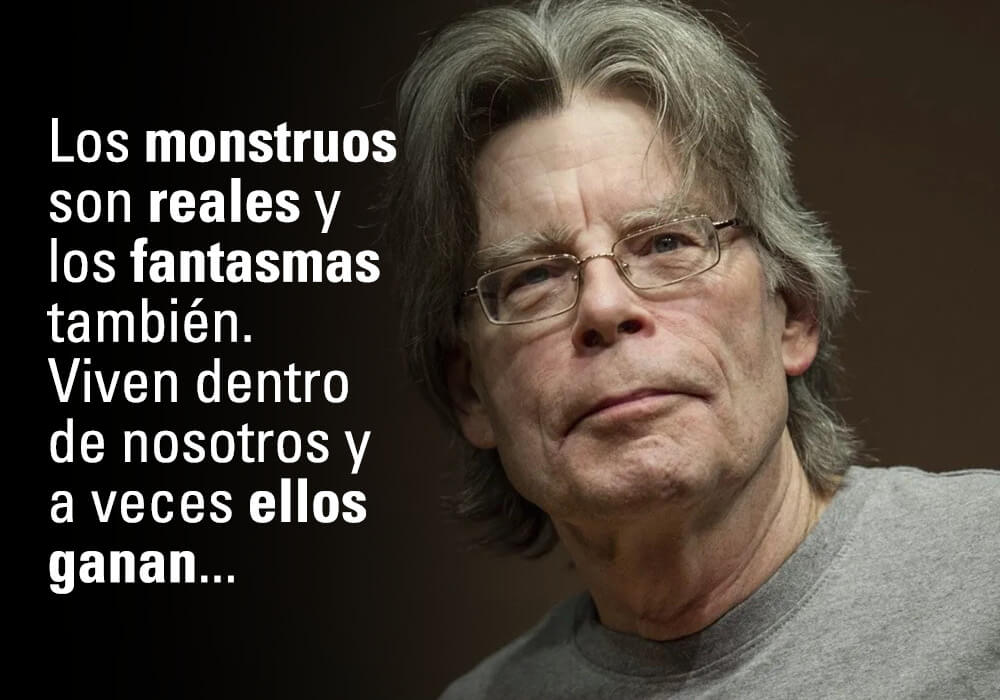 Los monstruos
son reales y
los fantasmas
también.
Viven dentro
de nosotros y
a veces ellos
ganan...